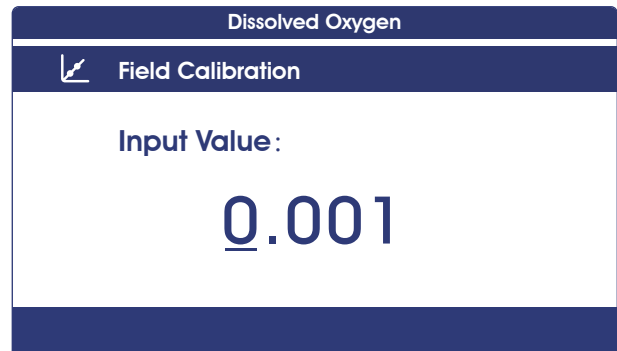 Dissolved Oxygen
Field Calibration
Input Value:
0.001